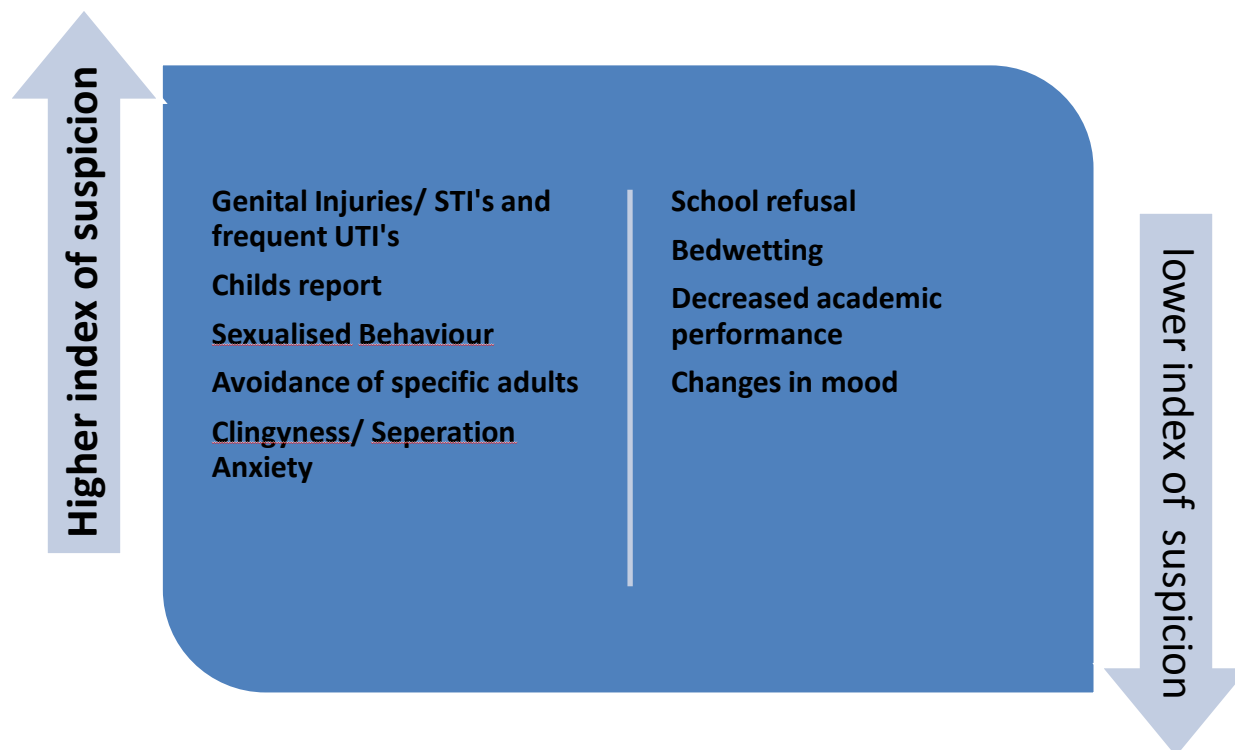 Higher index of suspicion
Genital Injuries/ STI's and
frequent UTI's
Childs report
Sexualised Behaviour
Avoidance of specific adults
Clingyness/ Seperation
Anxiety
School refusal
Bedwetting
Decreased academic
performance
Changes in mood
lower index of suspicion